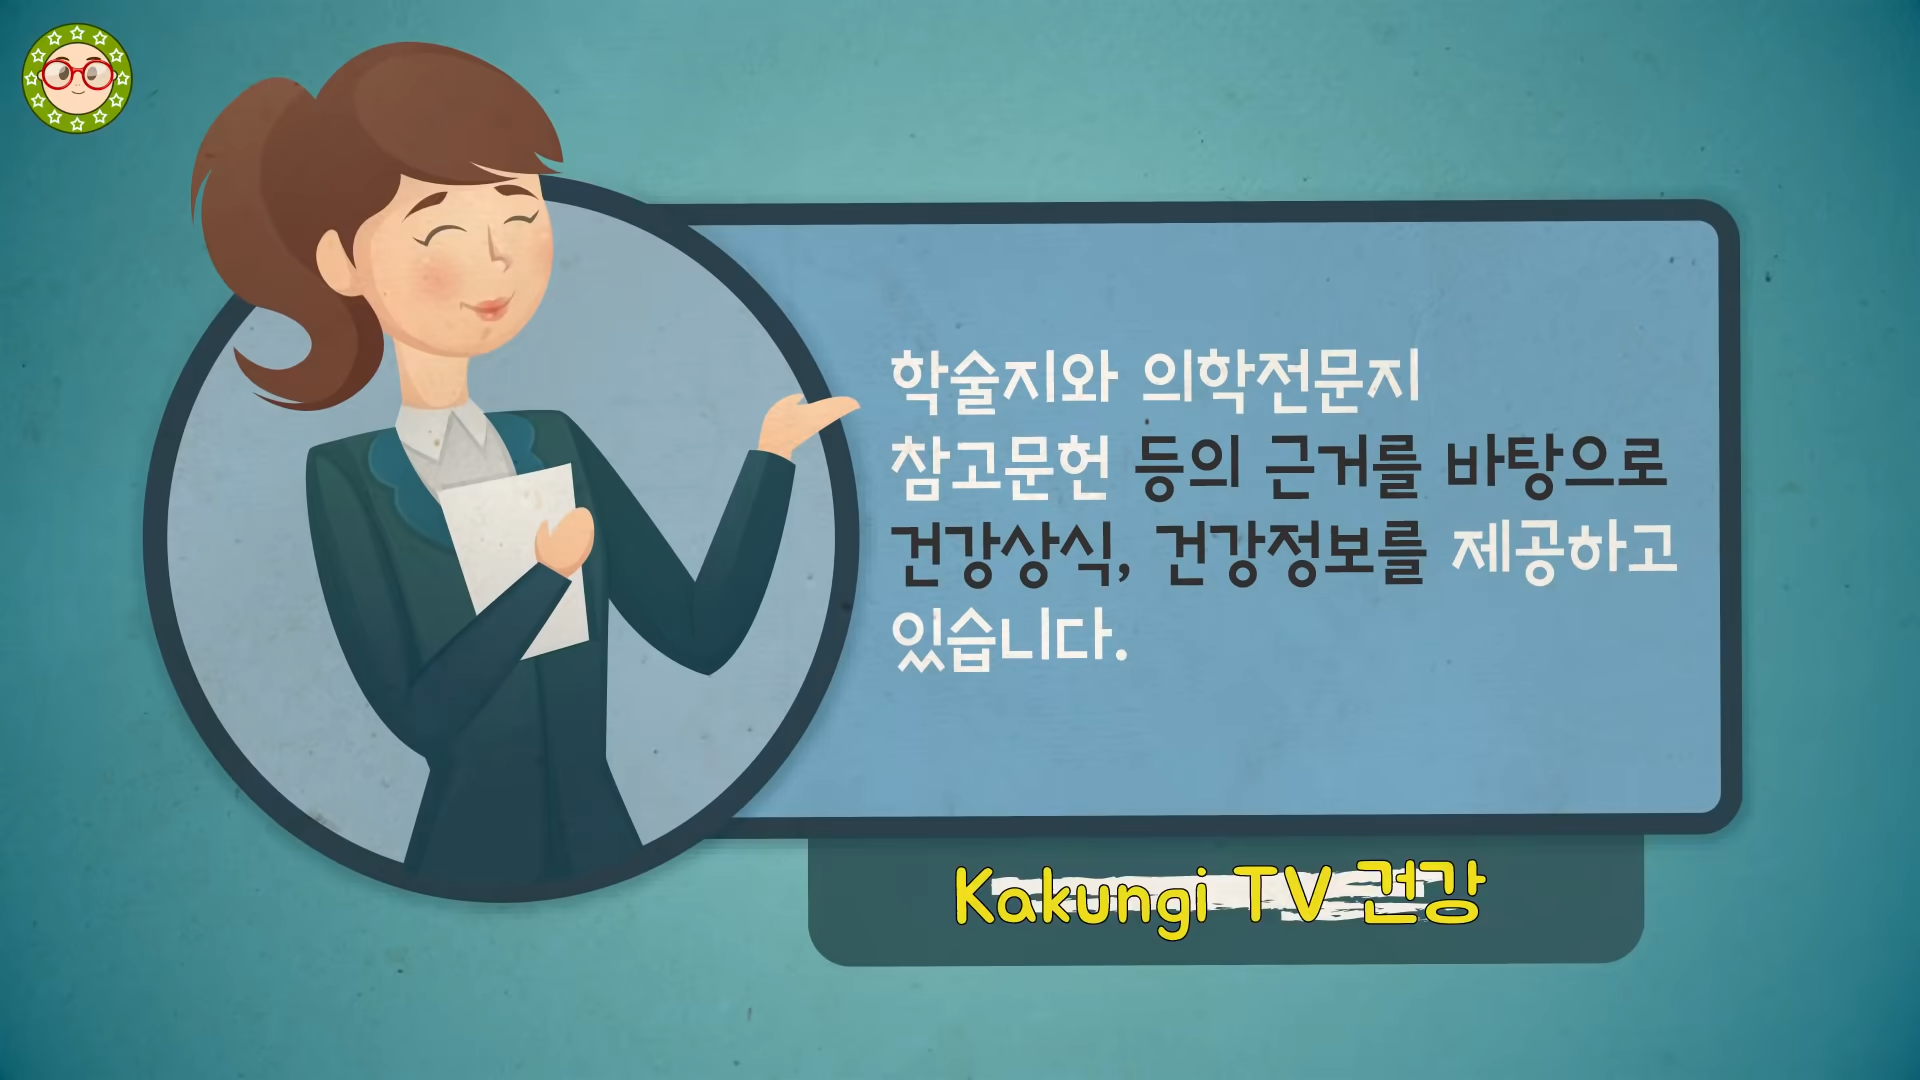 학술지와 의학전문지
참고문헌 등의 근거를 바탕으로
건강상식, 건강정보를 제공하고
있습니다.
Kakungi TV 건강